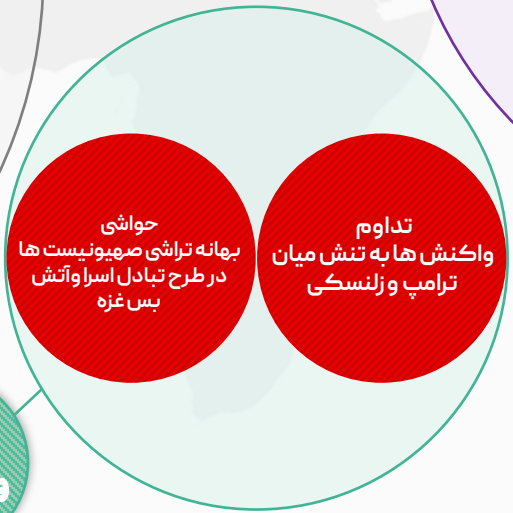 تداوم
واکنش ها به تنش میان
ترامپ و زلنسکی
حواشی
بهانه تراشی صهیونیست ها
در طرح تبادل اسرا وآتش
بس غزه